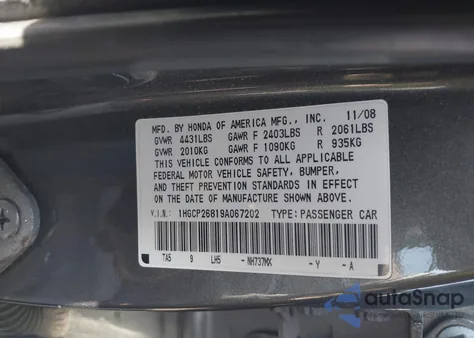 MFD. BY HONDA OF AMERICA MFG., INC. 11/08
GVWR 4431LBS GAWR F 2403LBS R 2061LBS
GVWR 2010KG GAWR F 1090KG R 935KG
THIS VEHICLE CONFORMS TO ALL APPLICABLE
FEDERAL MOTOR VEHICLE SAFETY, BUMPER,
AND THEFT PREVENTION STANDARDS IN EFFECT
ON THE DATE OF MANUFACTURE SHOWN ABOVE.
V.I.N.: 1HGCP26819A067202 TYPE: PASSENGER CAR
TA5 9 LH5 -NH737MX -Y -A
autoSnap